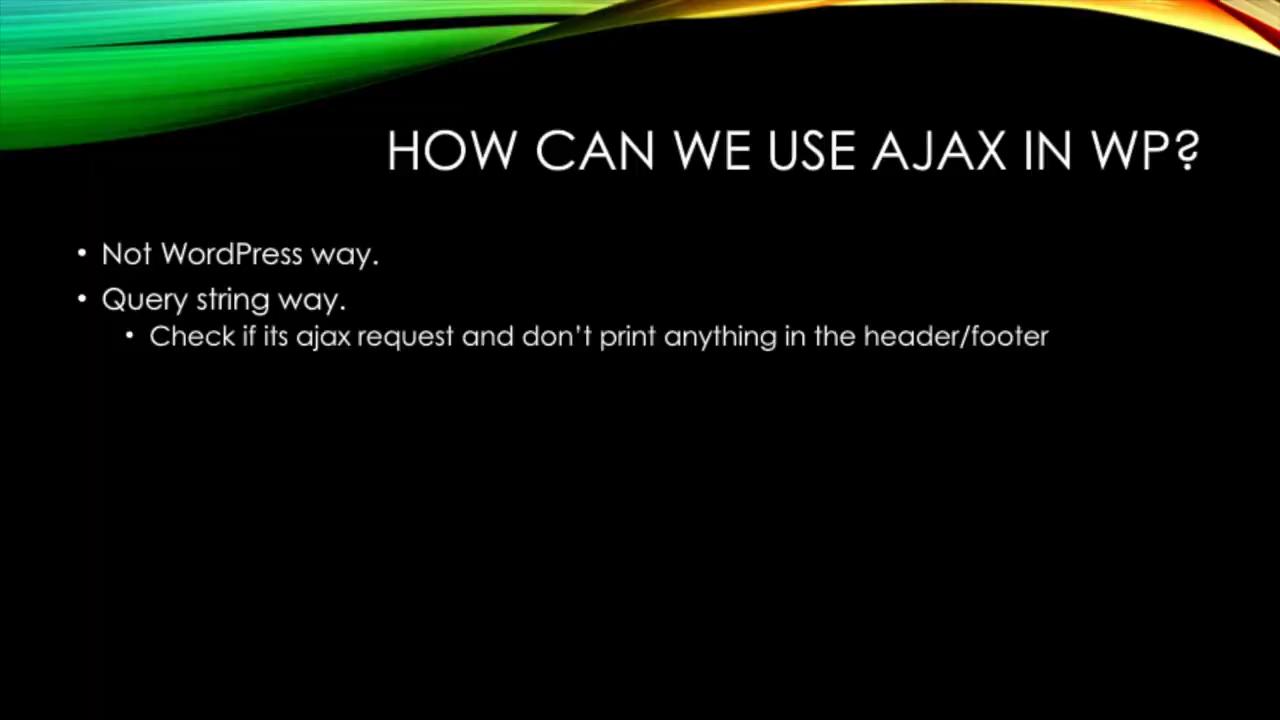 HOW CAN WE USE AJAX IN WP?
• Not WordPress way.
• Query string way.
• Check if its ajax request and don’t print anything in the header/footer